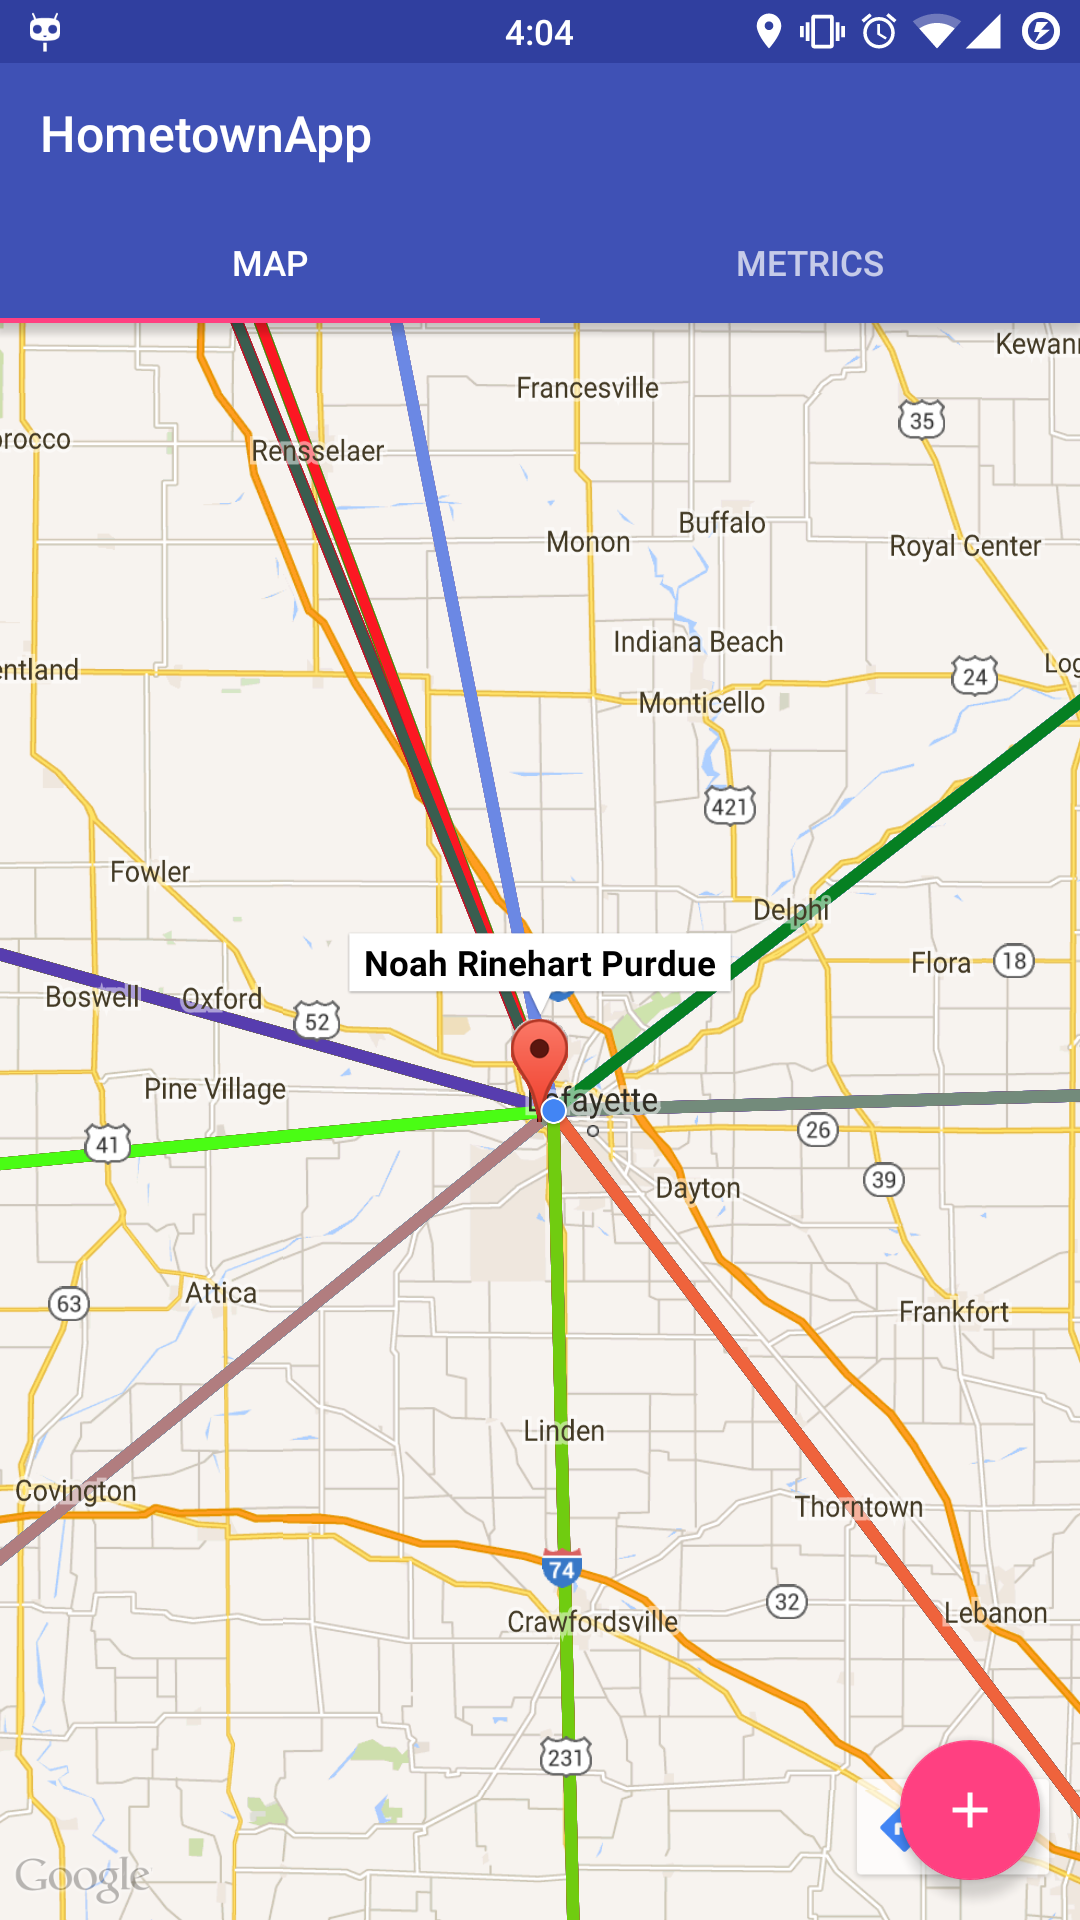 4:04
HometownApp
MAP METRICS
Kewan
Francesville
35
orocco
Rensselaer
Buffalo
Monon
Royal Center
Indiana Beach
entland
24
Log
Monticello
421
Fowler
Delphi
Noah Rinehart Purdue
Flora 18
Boswell Oxford
52
Pine Village
Lafayette
41
26
39
Dayton
Attica
63
Frankfort
Linden
Covington
Thorntown
74
32
Crawfordsville
Lebanon
231
Google